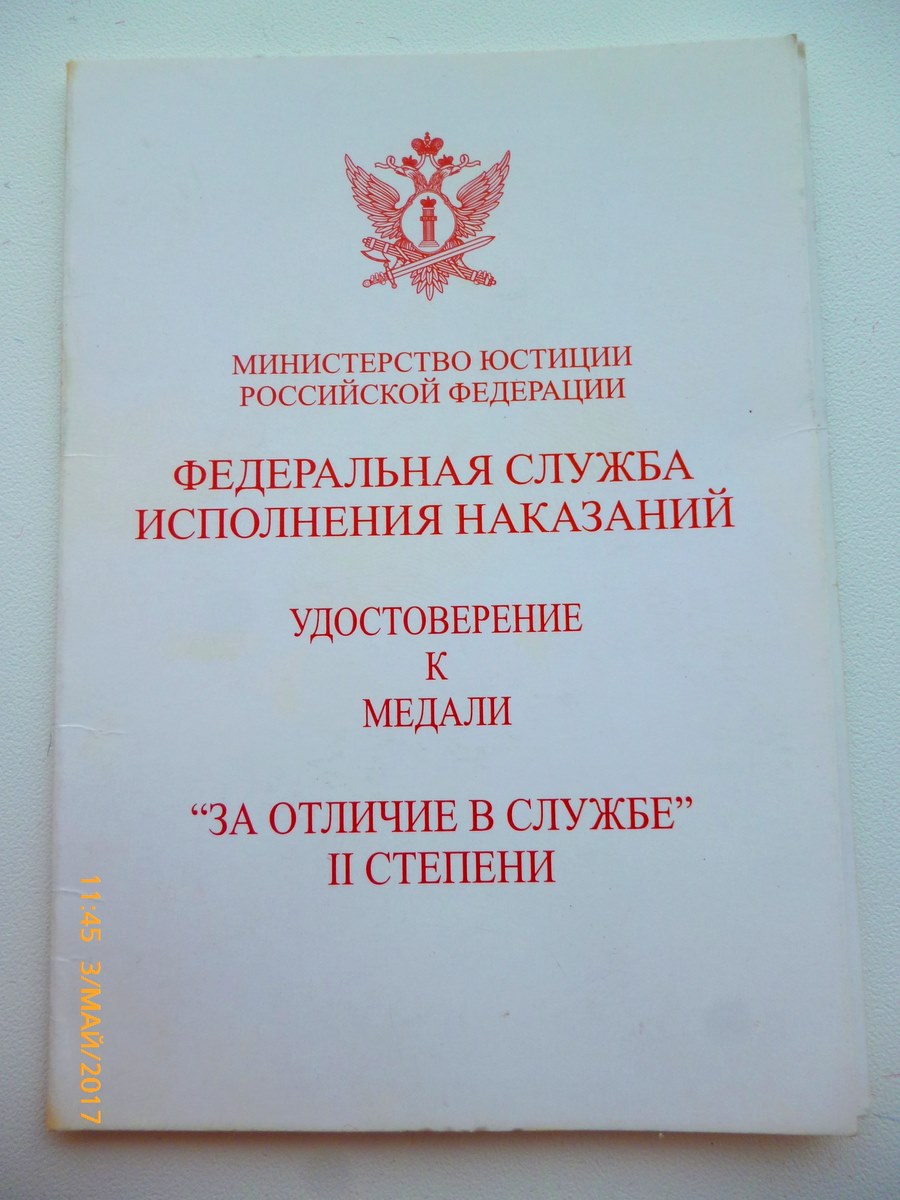 МИНИСТЕРСТВО ЮСТИЦИИ
РОССИЙСКОЙ ФЕДЕРАЦИИ
ФЕДЕРАЛЬНАЯ СЛУЖБА
ИСПОЛНЕНИЯ НАКАЗАНИЙ
УДОСТОВЕРЕНИЕ
К
МЕДАЛИ
“ЗА ОТЛИЧИЕ В СЛУЖБЕ”
II СТЕПЕНИ
11:45 3/МАЙ/2017